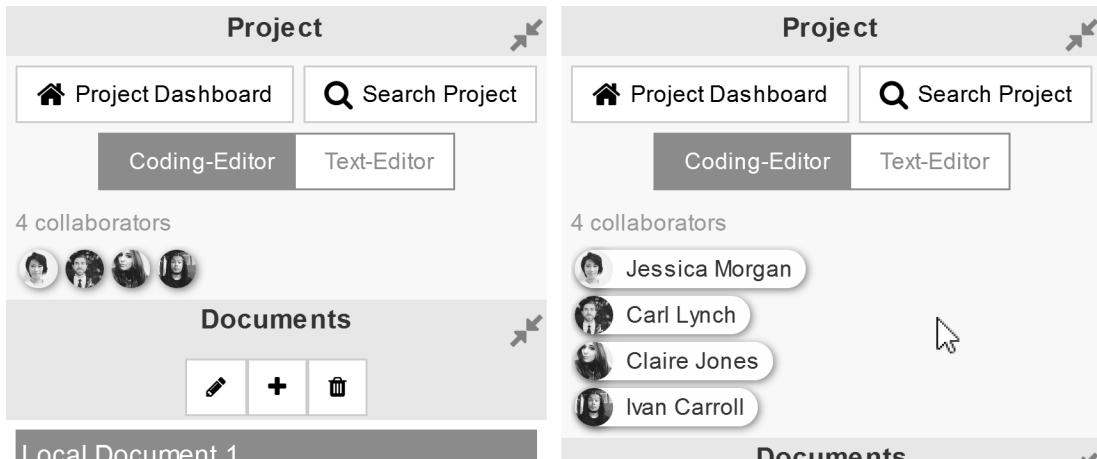 Project
Project Dashboard
Search Project
Coding-Editor
Text-Editor
4 collaborators
Documents
Local Document 1
Project
Project Dashboard
Search Project
Coding-Editor
Text-Editor
4 collaborators
Jessica Morgan
Carl Lynch
Claire Jones
Ivan Carroll
Documents